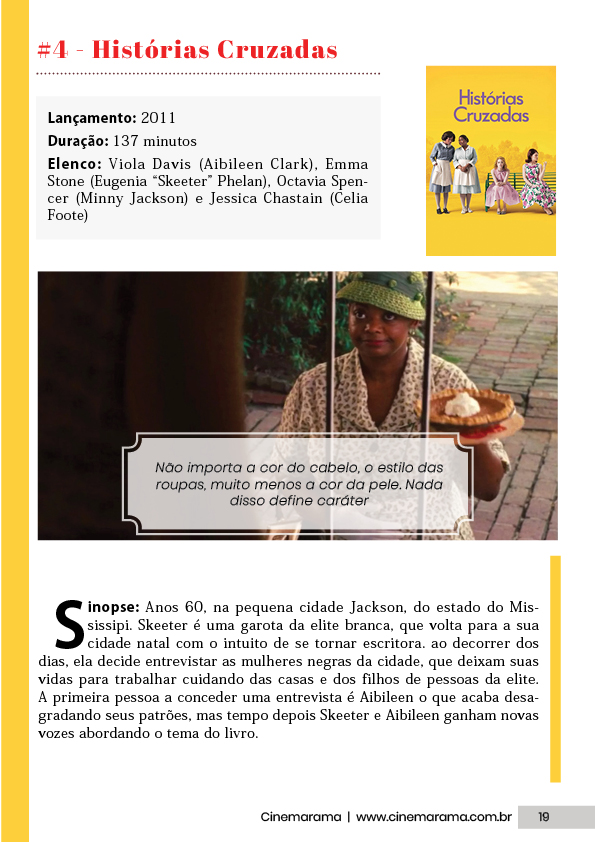 #4 - Histórias Cruzadas
Lançamento: 2011
Duração: 137 minutos
Elenco: Viola Davis (Aibileen Clark), Emma
Stone (Eugenia “Skeeter” Phelan), Octavia Spen-
cer (Minny Jackson) e Jessica Chastain (Celia
Foote)
Histórias
Cruzadas
Não importa a cor do cabelo, o estilo das
roupas, muito menos a cor da pele. Nada
disso define caráter
Sinopse: Anos 60, na pequena cidade Jackson, do estado do Mis-
sissipi. Skeeter é uma garota da elite branca, que volta para a sua
cidade natal com o intuito de se tornar escritora. ao decorrer dos
dias, ela decide entrevistar as mulheres negras da cidade, que deixam suas
vidas para trabalhar cuidando das casas e dos filhos de pessoas da elite.
A primeira pessoa a conceder uma entrevista é Aibileen o que acaba desa-
gradando seus patrões, mas tempo depois Skeeter e Aibileen ganham novas
vozes abordando o tema do livro.
Cinemarama | www.cinemarama.com.br 19